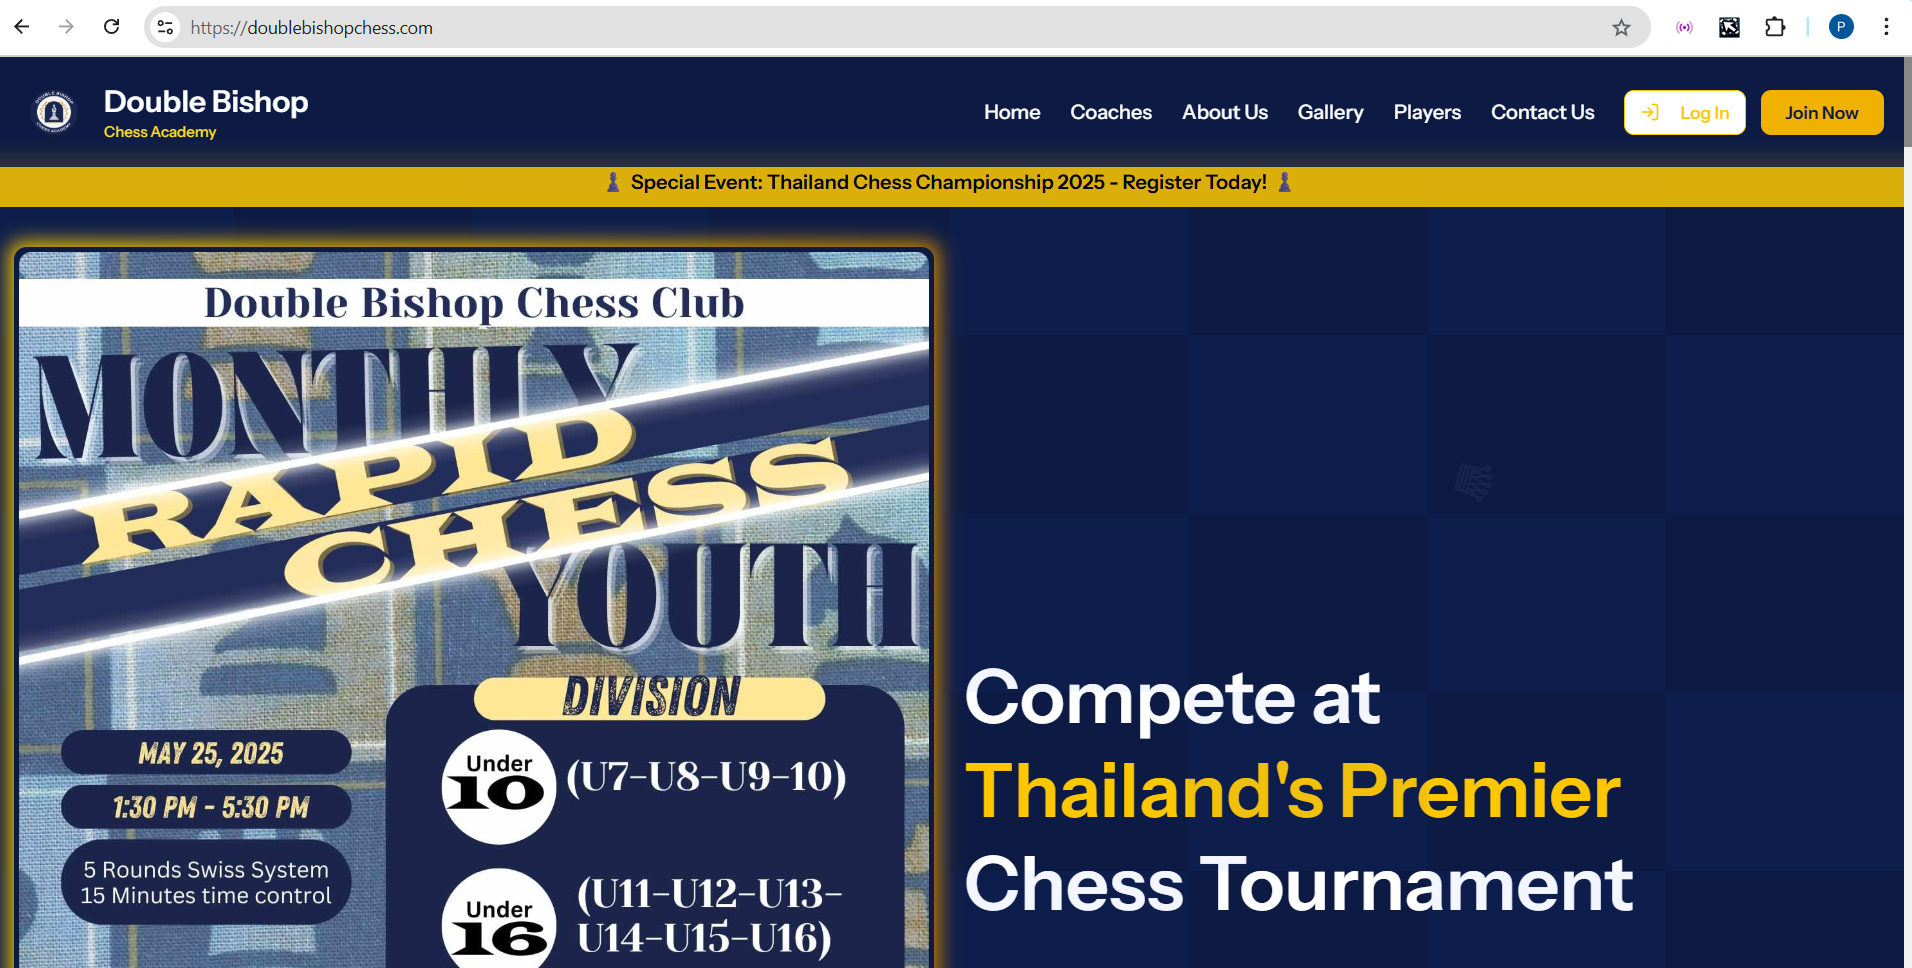 https://doublebishopchess.com
P
Double Bishop
Chess Academy
Home
Coaches
About Us
Gallery
Players
Contact Us
Log In
Join Now
Special Event: Thailand Chess Championship 2025 - Register Today!
Double Bishop Chess Club
MONTHLY
RAPID
CHESS
YOUTH
DIVISION
MAY 25, 2025
1:30 PM - 5:30 PM
5 Rounds Swiss System
15 Minutes time control
Under
10
(U7-U8-U9-10)
Under
16
(U11-U12-U13-
U14-U15-U16)
Compete at
Thailand's Premier
Chess Tournament